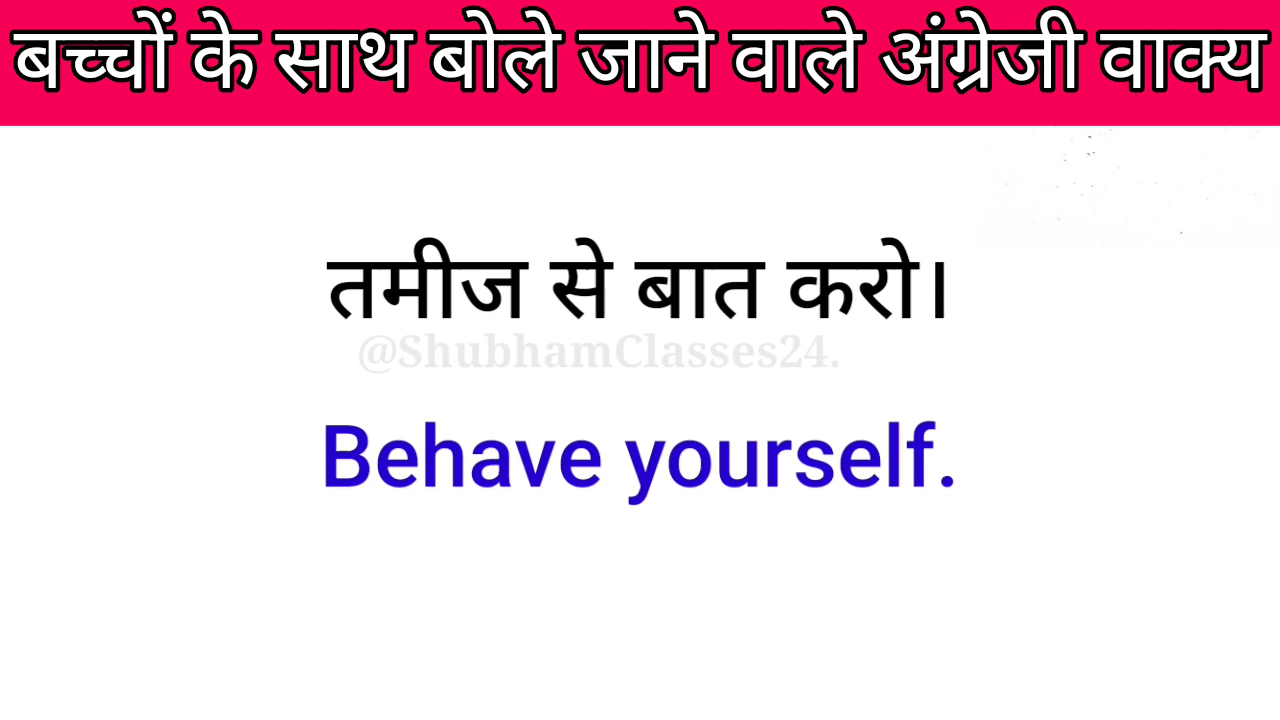 बच्चों के साथ बोले जाने वाले अंग्रेजी वाक्य
तमीज से बात करो।
@ShubhamClasses24.
Behave yourself.